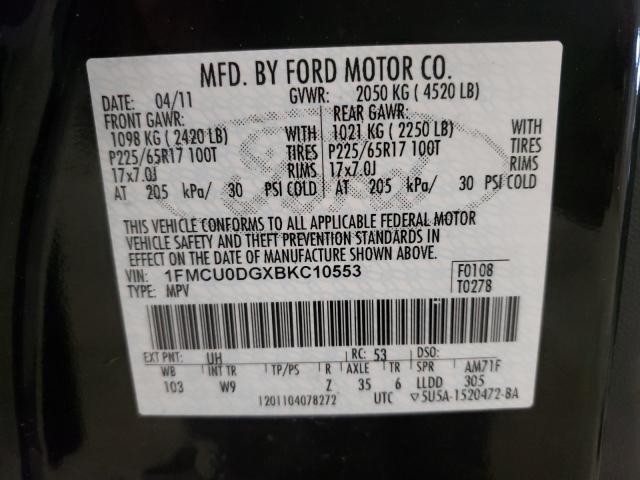 MFD. BY FORD MOTOR CO.
DATE: 04/11 GVWR: 2050 KG ( 4520 LB)
FRONT GAWR: REAR GAWR:
1098 KG ( 2420 LB) WITH 1021 KG ( 2250 LB) WITH
P225/65R17 100T TIRES P225/65R17 100T TIRES
17x7.0J RIMS 17x7.0J RIMS
AT 205 kPa/ 30 PSI COLD AT 205 kPa/ 30 PSI COLD
Ford
THIS VEHICLE CONFORMS TO ALL APPLICABLE FEDERAL MOTOR
VEHICLE SAFETY AND THEFT PREVENTION STANDARDS IN
EFFECT ON THE DATE OF MANUFACTURE SHOWN ABOVE.
VIN: 1FMCU0DGXBKC10553 F0108
TYPE: MPV T0278
EXT PNT: UH RC: 53 DSO:
WB INT TR TP/PS R AXLE TR SPR AM71F
103 W9 Z 35 6 LLDD 305
1201104078272 UTC ▽5U5A-1520472-BA